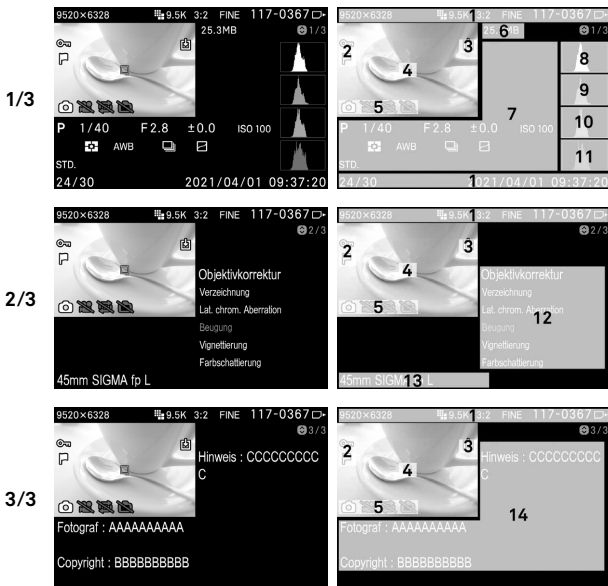 9520×6328 9.5K 3:2 FINE 117-0367
25.3MB 1/3
P 1/40 F2.8 ±0.0 ISO 100
AWB
STD.
24/30 2021/04/01 09:37:20
1/3
9520×6328 9.5K 1 3:2 FINE 117-0367
25.3MB 6 1/3
2 3
4
5
7
8
9
10
11
P 1/40 F2.8 ±0.0 ISO 100
AWB
STD.
24/30 1 2021/04/01 09:37:20
2/3
9520×6328 9.5K 3:2 FINE 117-0367
2/3
Objektivkorrektur
Verzeichnung
Lat. chrom. Aberration
Beugung
Vignettierung
Farbschattierung
45mm SIGMA fp L
9520×6328 9.5K 1 3:2 FINE 117-0367
2/3
2 3
4
5
Objektivkorrektur
Verzeichnung
Lat. chrom. Aberration
12
Beugung
Vignettierung
Farbschattierung
45mm SIGMA fp L
13
3/3
9520×6328 9.5K 3:2 FINE 117-0367
3/3
Hinweis : CCCCCCCCC
C
Fotograf : AAAAAAAAAA
Copyright : BBBBBBBBBB
9520×6328 9.5K 1 3:2 FINE 117-0367
3/3
2 3
4
5
Hinweis : CCCCCCCCC
C
14
Fotograf : AAAAAAAAAA
Copyright : BBBBBBBBBB